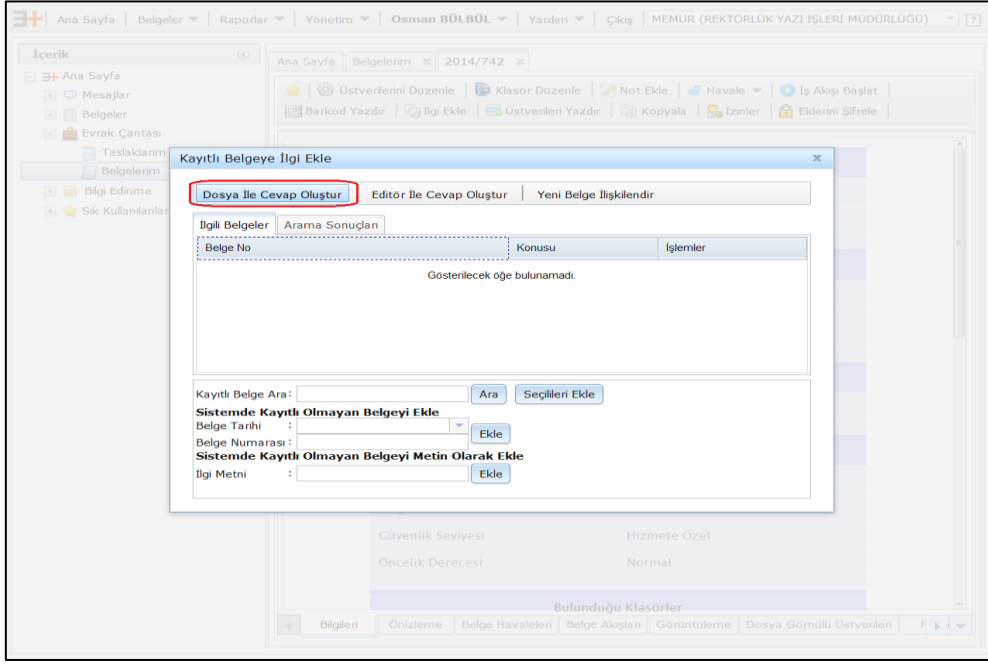 Ana Sayfa Belgeler Raporlar Yönetim Osman BÜLBÜL Yardım Çıkış MEMUR (REKTÖRLÜK YAZI İŞLERİ MÜDÜRLÜĞÜ) ?
İçerik
Ana Sayfa
Mesajlar
Belgeler
Evrak Çantası
Taslaklarım
Belgelerim
Bilgi Edinme
Sık Kullanılanlar
Ana Sayfa Belgelerim x 2014/742 x
Üstverilerini Düzenle Klasör Düzenle Not Ekle Havale İş Akışı Başlat
Barkod Yazdır İlgi Ekle Üstverileri Yazdır Kopyala İzinler Eklerini Şifrele
Kayıtlı Belgeye İlgi Ekle x
Dosya İle Cevap Oluştur Editör İle Cevap Oluştur Yeni Belge İlişkilendir
İlgili Belgeler Arama Sonuçları
Belge No Konusu İşlemler
Gösterilecek öğe bulunamadı.
Kayıtlı Belge Ara: Ara Seçilileri Ekle
Sistemde Kayıtlı Olmayan Belgeyi Ekle
Belge Tarihi :
Belge Numarası : Ekle
Sistemde Kayıtlı Olmayan Belgeyi Metin Olarak Ekle
İlgi Metni : Ekle
Güvenlik Seviyesi Hizmete Özel
Öncelik Derecesi Normal
Bulunduğu Klasörler
Bilgileri Önizleme Belge Havaleleri Belge Akışları Görüntüleme Dosya Gömülü Üstverileri